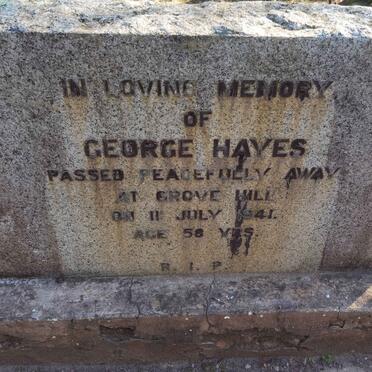 IN LOVING MEMORY
OF
GEORGE HAYES
PASSED PEACEFULLY AWAY
AT GROVE HILL
ON 11 JULY 1941.
AGE 58 YRS.
R.I.P.